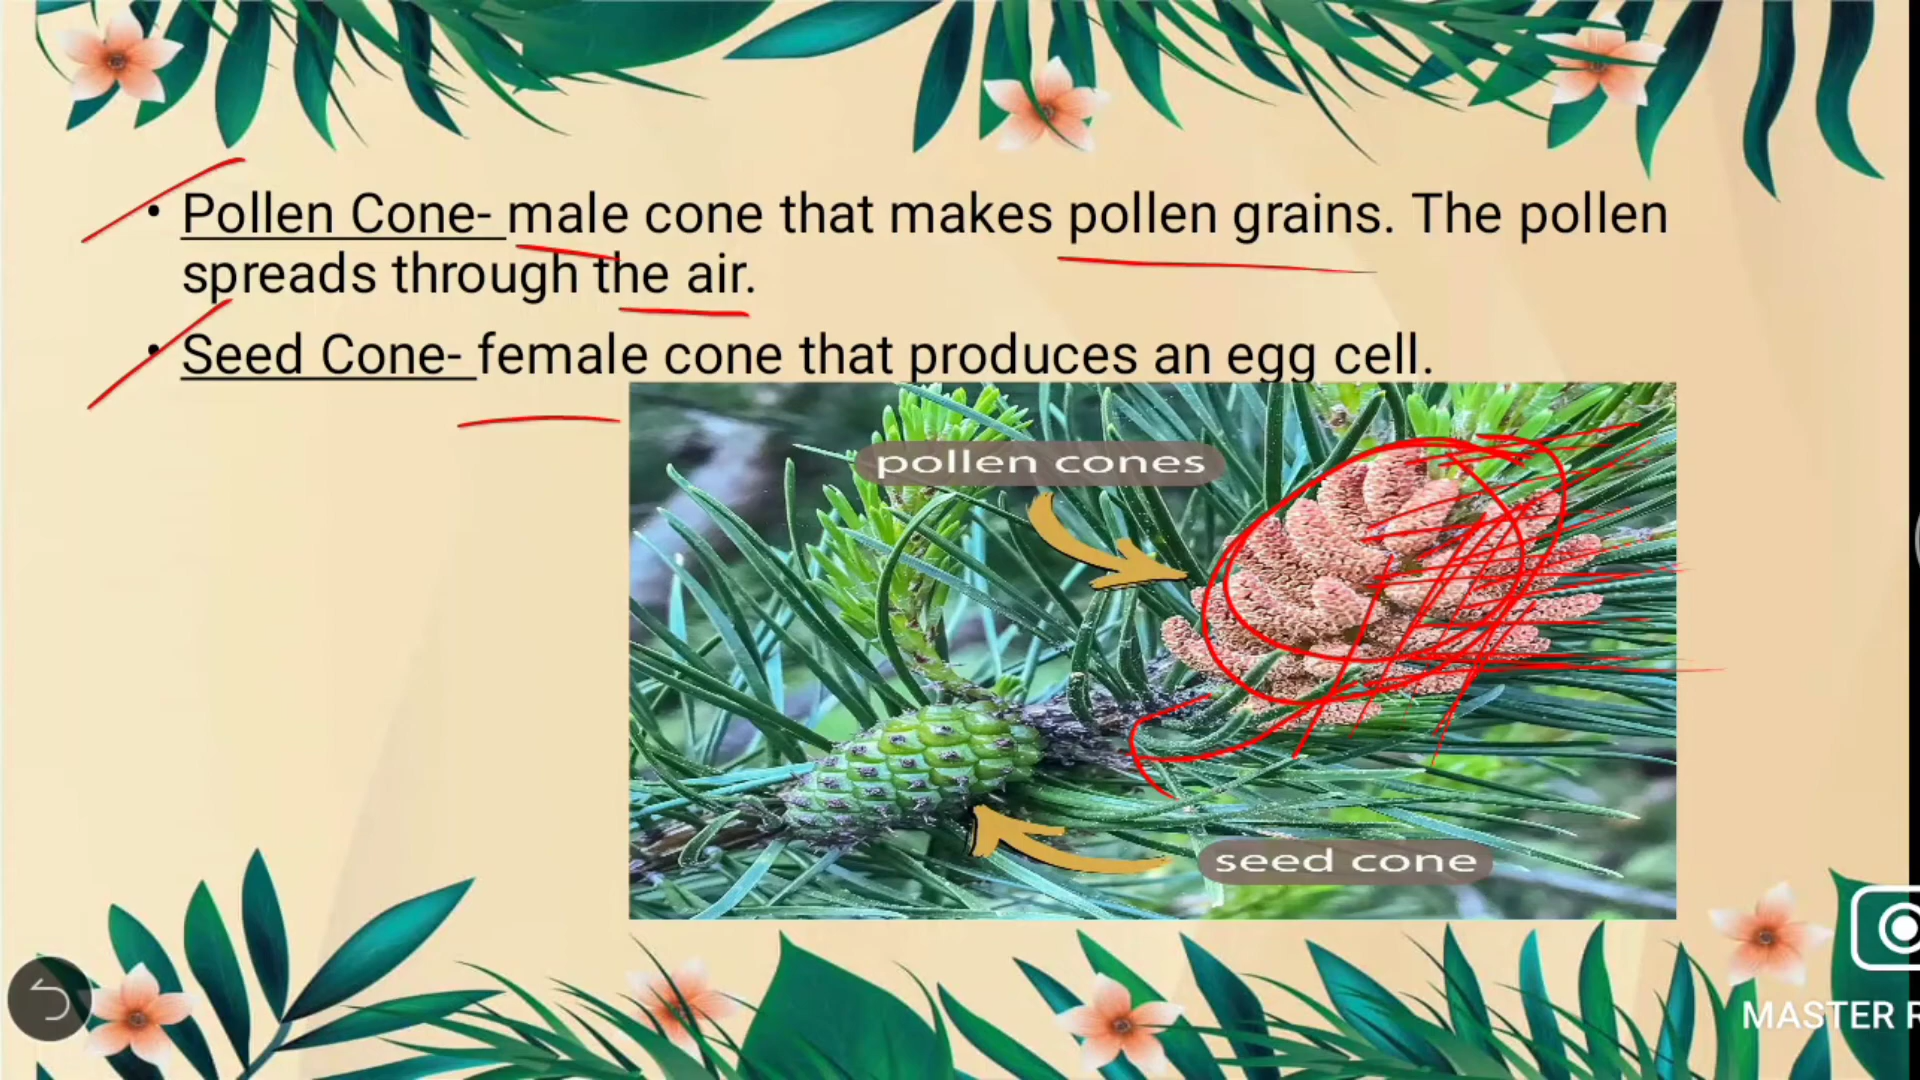 • Pollen Cone- male cone that makes pollen grains. The pollen
spreads through the air.
• Seed Cone- female cone that produces an egg cell.
pollen cones
seed cone
MASTER